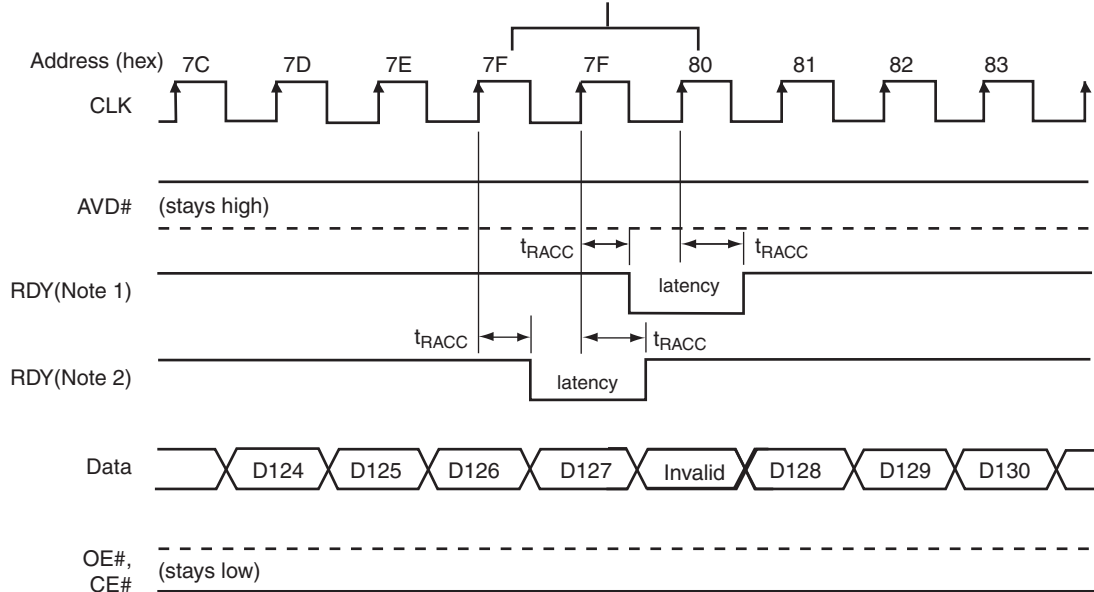 Address (hex) 7C 7D 7E 7F 7F 80 81 82 83
CLK
AVD# (stays high)
tRACC tRACC
RDY(Note 1) latency
tRACC tRACC
RDY(Note 2) latency
Data D124 D125 D126 D127 Invalid D128 D129 D130
OE#,
CE# (stays low)